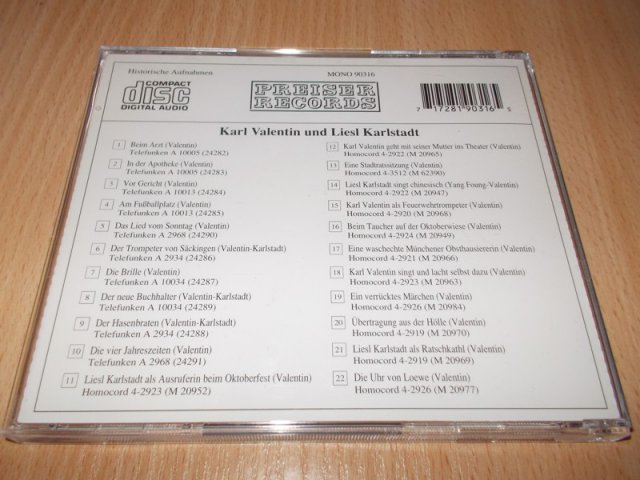 Historische Aufnahmen
MONO 90316
COMPACT
disc
DIGITAL AUDIO
PREISER
RECORDS
7 17281 90316 5
Karl Valentin und Liesl Karlstadt
1 Beim Arzt (Valentin)
Telefunken A 10005 (24282)
2 In der Apotheke (Valentin)
Telefunken A 10005 (24283)
3 Vor Gericht (Valentin)
Telefunken A 10013 (24284)
4 Am Fußballplatz (Valentin)
Telefunken A 10013 (24285)
5 Das Lied vom Sonntag (Valentin)
Telefunken A 2968 (24290)
6 Der Trompeter von Säckingen (Valentin-Karlstadt)
Telefunken A 2934 (24286)
7 Die Brille (Valentin)
Telefunken A 10034 (24287)
8 Der neue Buchhalter (Valentin-Karlstadt)
Telefunken A 10034 (24289)
9 Der Hasenbraten (Valentin-Karlstadt)
Telefunken A 2934 (24288)
10 Die vier Jahreszeiten (Valentin)
Telefunken A 2968 (24291)
11 Liesl Karlstadt als Ausruferin beim Oktoberfest (Valentin)
Homocord 4-2923 (M 20952)
12 Karl Valentin geht mit seiner Mutter ins Theater (Valentin)
Homocord 4-2922 (M 20965)
13 Eine Stadtratssitzung (Valentin)
Homocord 4-3512 (M 62390)
14 Liesl Karlstadt singt chinesisch (Yang Foung-Valentin)
Homocord 4-2922 (M 20947)
15 Karl Valentin als Feuerwehrtrompeter (Valentin)
Homocord 4-2920 (M 20968)
16 Beim Taucher auf der Oktoberwiese (Valentin)
Homocord 4-2924 (M 20949)
17 Eine waschechte Münchener Obsthausiererin (Valentin)
Homocord 4-2921 (M 20966)
18 Karl Valentin singt und lacht selbst dazu (Valentin)
Homocord 4-2923 (M 20963)
19 Ein verrücktes Märchen (Valentin)
Homocord 4-2926 (M 20984)
20 Übertragung aus der Hölle (Valentin)
Homocord 4-2919 (M 20970)
21 Liesl Karlstadt als Ratschkathl (Valentin)
Homocord 4-2919 (M 20969)
22 Die Uhr von Loewe (Valentin)
Homocord 4-2926 (M 20977)